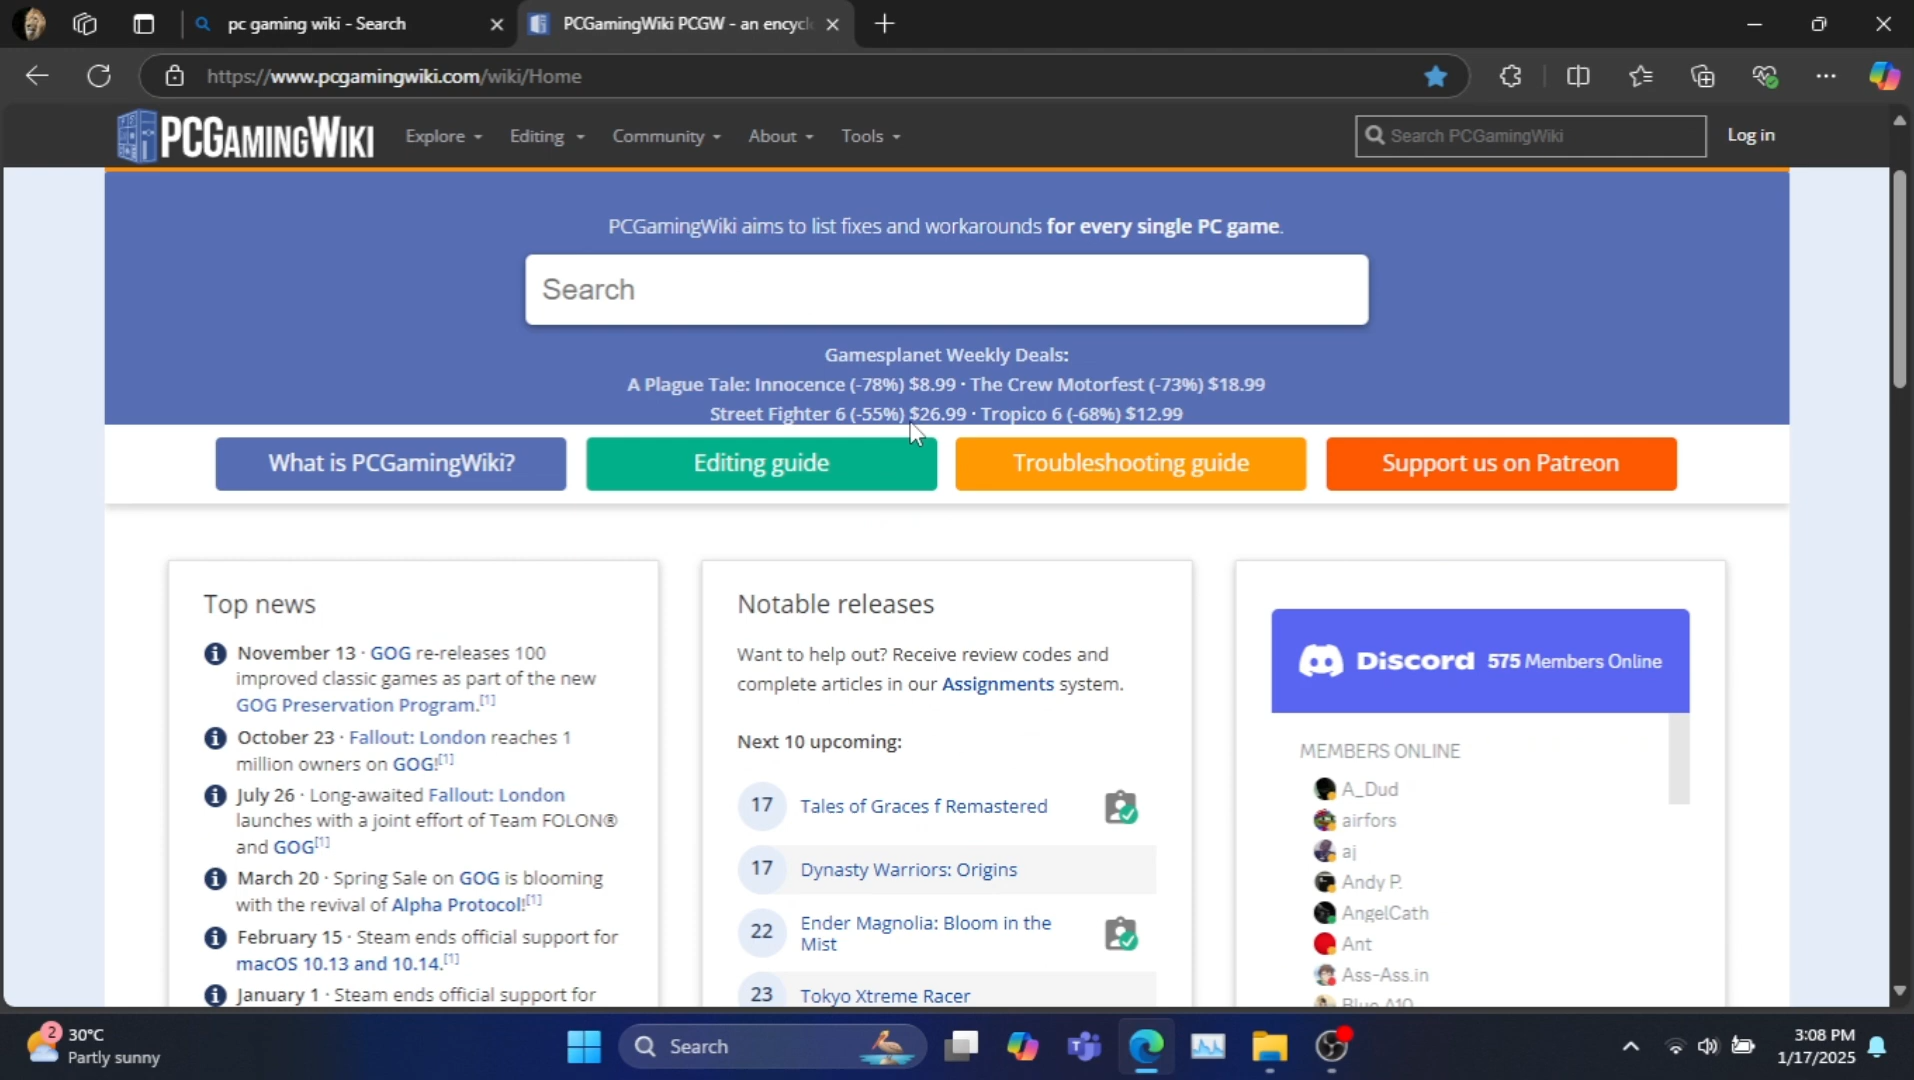 pc gaming wiki - Search
PCGamingWiki PCGW - an encyc
https://www.pcgamingwiki.com/wiki/Home
PCGamingWiki
Explore
Editing
Community
About
Tools
Search PCGamingWiki
Log in
PCGamingWiki aims to list fixes and workarounds for every single PC game.
Search
Gamesplanet Weekly Deals:
A Plague Tale: Innocence (-78%) $8.99 · The Crew Motorfest (-73%) $18.99
Street Fighter 6 (-55%) $26.99 · Tropico 6 (-68%) $12.99
What is PCGamingWiki?
Editing guide
Troubleshooting guide
Support us on Patreon
Top news
November 13 · GOG re-releases 100
improved classic games as part of the new
GOG Preservation Program.[1]
October 23 · Fallout: London reaches 1
million owners on GOG![1]
July 26 · Long-awaited Fallout: London
launches with a joint effort of Team FOLON®
and GOG[1]
March 20 · Spring Sale on GOG is blooming
with the revival of Alpha Protocol![1]
February 15 · Steam ends official support for
macOS 10.13 and 10.14.[1]
January 1 · Steam ends official support for
Notable releases
Want to help out? Receive review codes and
complete articles in our Assignments system.
Next 10 upcoming:
17 Tales of Graces f Remastered
17 Dynasty Warriors: Origins
22 Ender Magnolia: Bloom in the
Mist
23 Tokyo Xtreme Racer
Discord 575 Members Online
MEMBERS ONLINE
A_Dud
airfors
aj
Andy P.
AngelCath
Ant
Ass-Ass.in
Blue A10
2
30°C
Partly sunny
Search
3:08 PM
1/17/2025